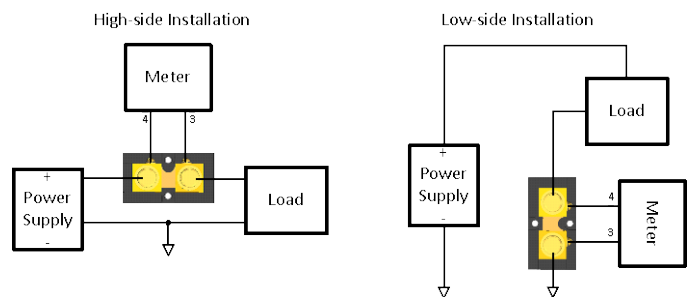 High-side Installation
Meter
4
3
+
Power
Supply
-
Load
Low-side Installation
Load
+
Power
Supply
-
4
3
Meter